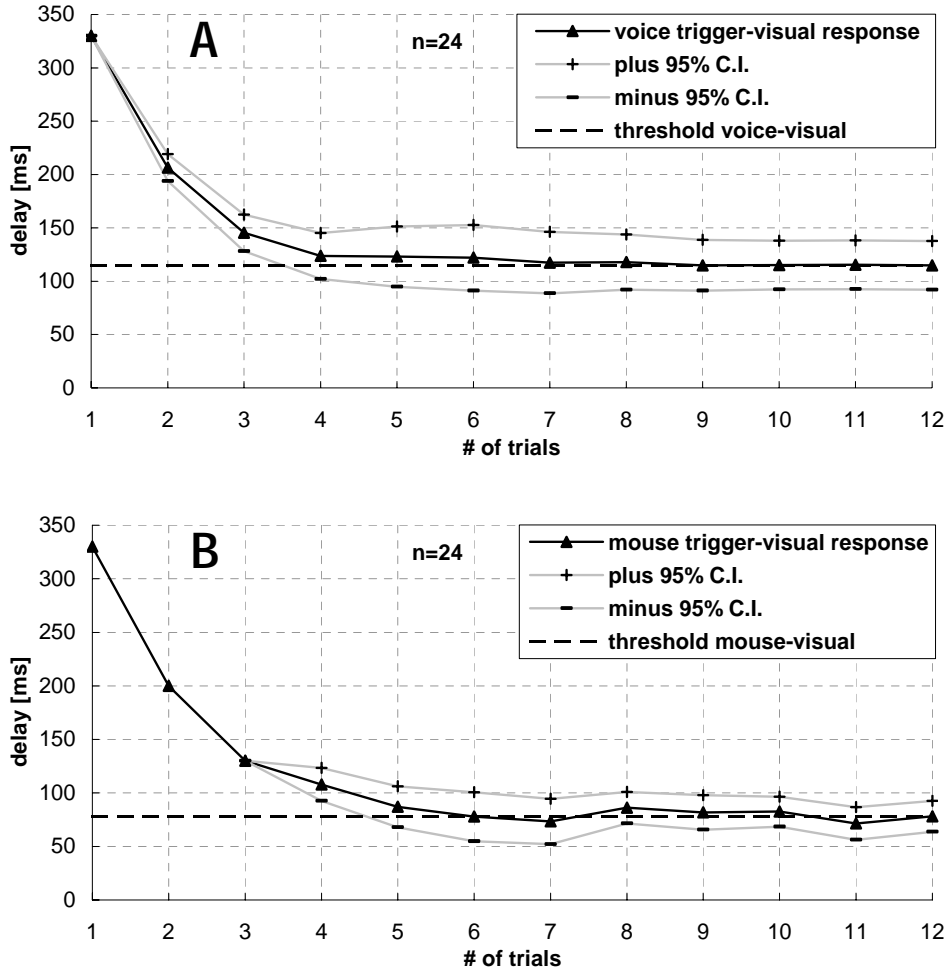 A
n=24
voice trigger-visual response
plus 95% C.I.
minus 95% C.I.
threshold voice-visual
delay [ms]
350
300
250
200
150
100
50
0
1 2 3 4 5 6 7 8 9 10 11 12
# of trials
B
n=24
mouse trigger-visual response
plus 95% C.I.
minus 95% C.I.
threshold mouse-visual
delay [ms]
350
300
250
200
150
100
50
0
1 2 3 4 5 6 7 8 9 10 11 12
# of trials